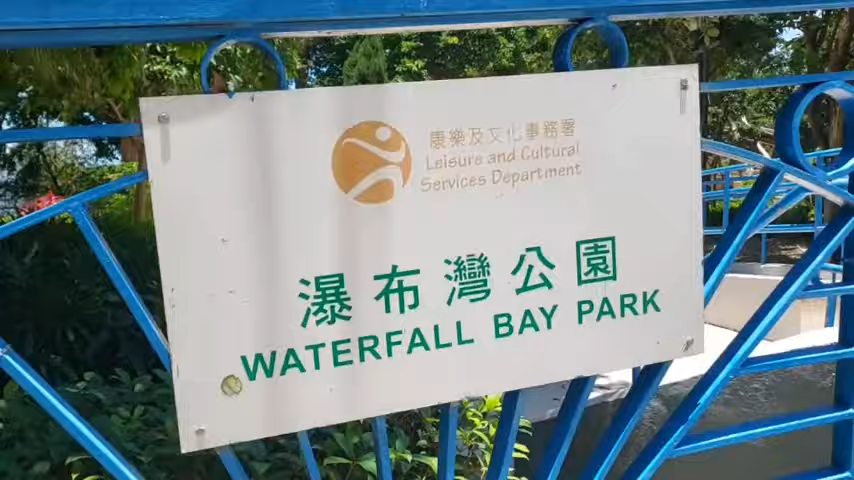 康樂及文化事務署
Leisure and Cultural
Services Department
瀑布灣公園
WATERFALL BAY PARK